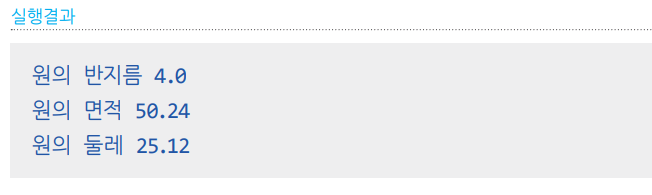 실행결과
원의 반지름 4.0
원의 면적 50.24
원의 둘레 25.12